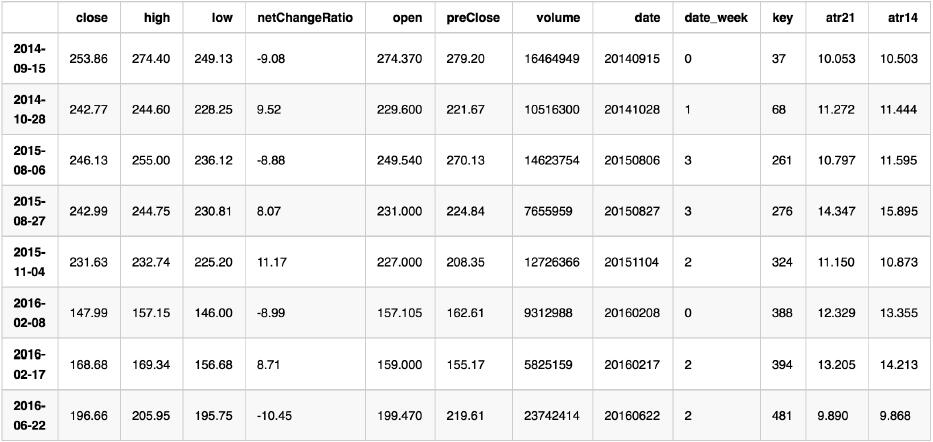 close high low netChangeRatio open preClose volume date date_week key atr21 atr14
2014-
09-15 253.86 274.40 249.13 -9.08 274.370 279.20 16464949 20140915 0 37 10.053 10.503
2014-
10-28 242.77 244.60 228.25 9.52 229.600 221.67 10516300 20141028 1 68 11.272 11.444
2015-
08-06 246.13 255.00 236.12 -8.88 249.540 270.13 14623754 20150806 3 261 10.797 11.595
2015-
08-27 242.99 244.75 230.81 8.07 231.000 224.84 7655959 20150827 3 276 14.347 15.895
2015-
11-04 231.63 232.74 225.20 11.17 227.000 208.35 12726366 20151104 2 324 11.150 10.873
2016-
02-08 147.99 157.15 146.00 -8.99 157.105 162.61 9312988 20160208 0 388 12.329 13.355
2016-
02-17 168.68 169.34 156.68 8.71 159.000 155.17 5825159 20160217 2 394 13.205 14.213
2016-
06-22 196.66 205.95 195.75 -10.45 199.470 219.61 23742414 20160622 2 481 9.890 9.868